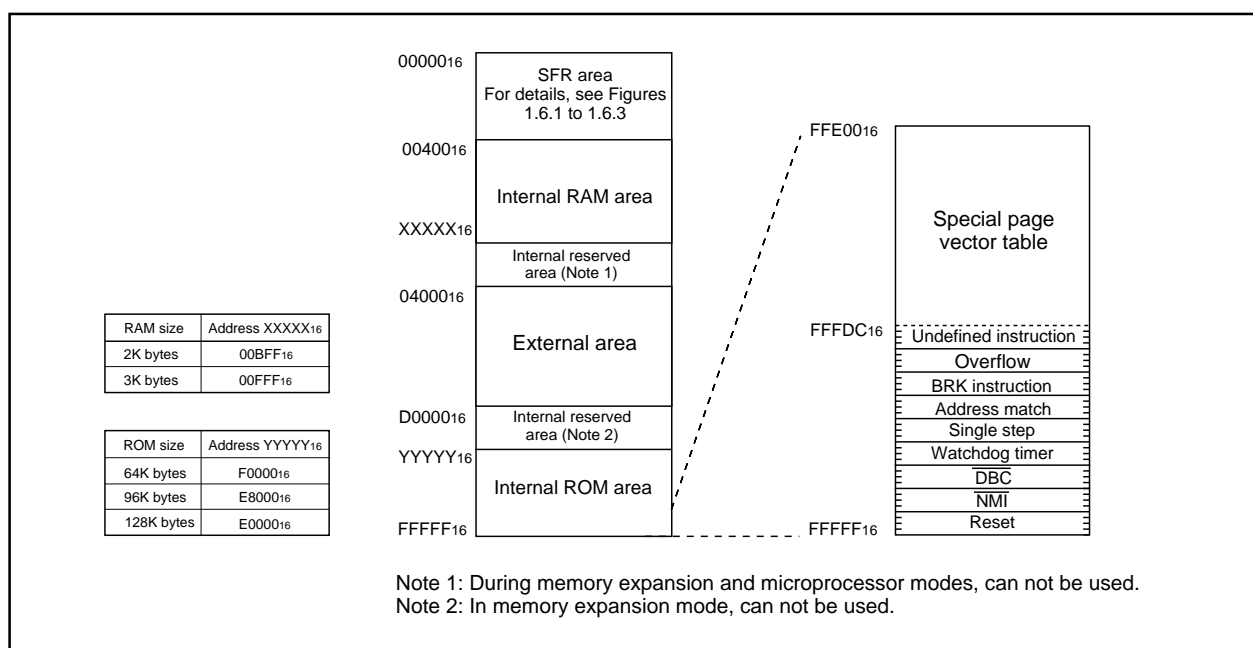 00000₁₆
SFR area
For details, see Figures
1.6.1 to 1.6.3
00400₁₆
Internal RAM area
XXXXX₁₆
Internal reserved
area (Note 1)
04000₁₆
External area
D0000₁₆
Internal reserved
area (Note 2)
YYYYY₁₆
Internal ROM area
FFFFF₁₆
RAM size Address XXXXX₁₆
2K bytes 00BFF₁₆
3K bytes 00FFF₁₆
ROM size Address YYYYY₁₆
64K bytes F0000₁₆
96K bytes E8000₁₆
128K bytes E0000₁₆
FFE00₁₆
Special page
vector table
FFFDC₁₆
Undefined instruction
Overflow
BRK instruction
Address match
Single step
Watchdog timer
D̅B̅C̅
N̅M̅I̅
Reset
FFFFF₁₆
Note 1: During memory expansion and microprocessor modes, can not be used.
Note 2: In memory expansion mode, can not be used.